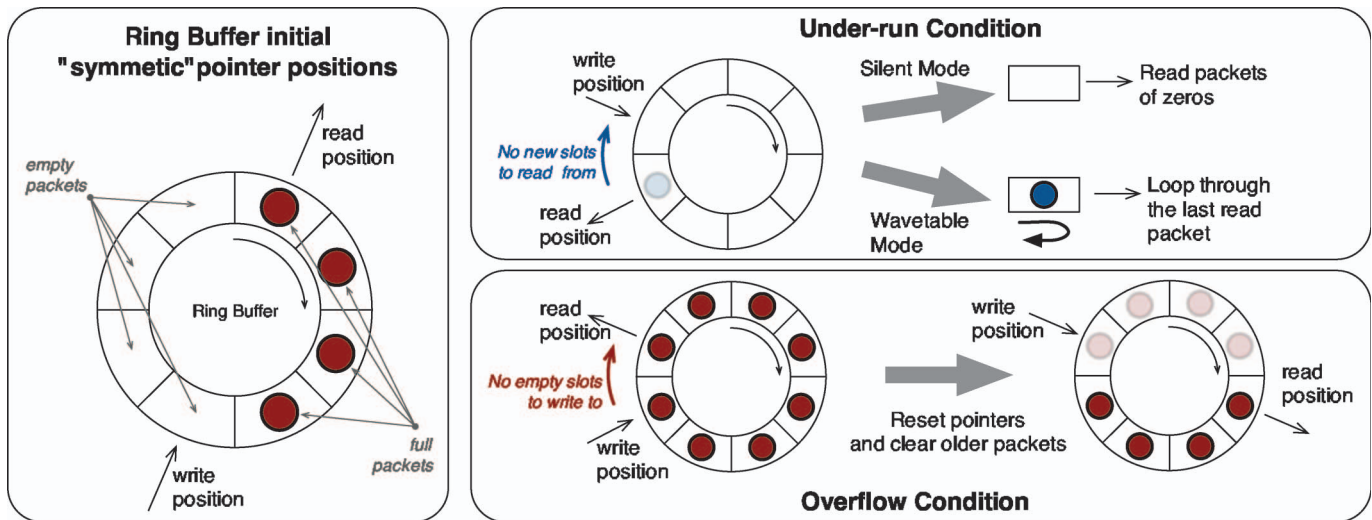 Ring Buffer initial
"symmetic" pointer positions
read
position
empty
packets
Ring Buffer
full
packets
write
position
Under-run Condition
write
position
No new slots
to read from
read
position
Silent Mode
Read packets
of zeros
Wavetable
Mode
Loop through
the last read
packet
read
position
No empty slots
to write to
write
position
Reset pointers
and clear older packets
write
position
read
position
Overflow Condition